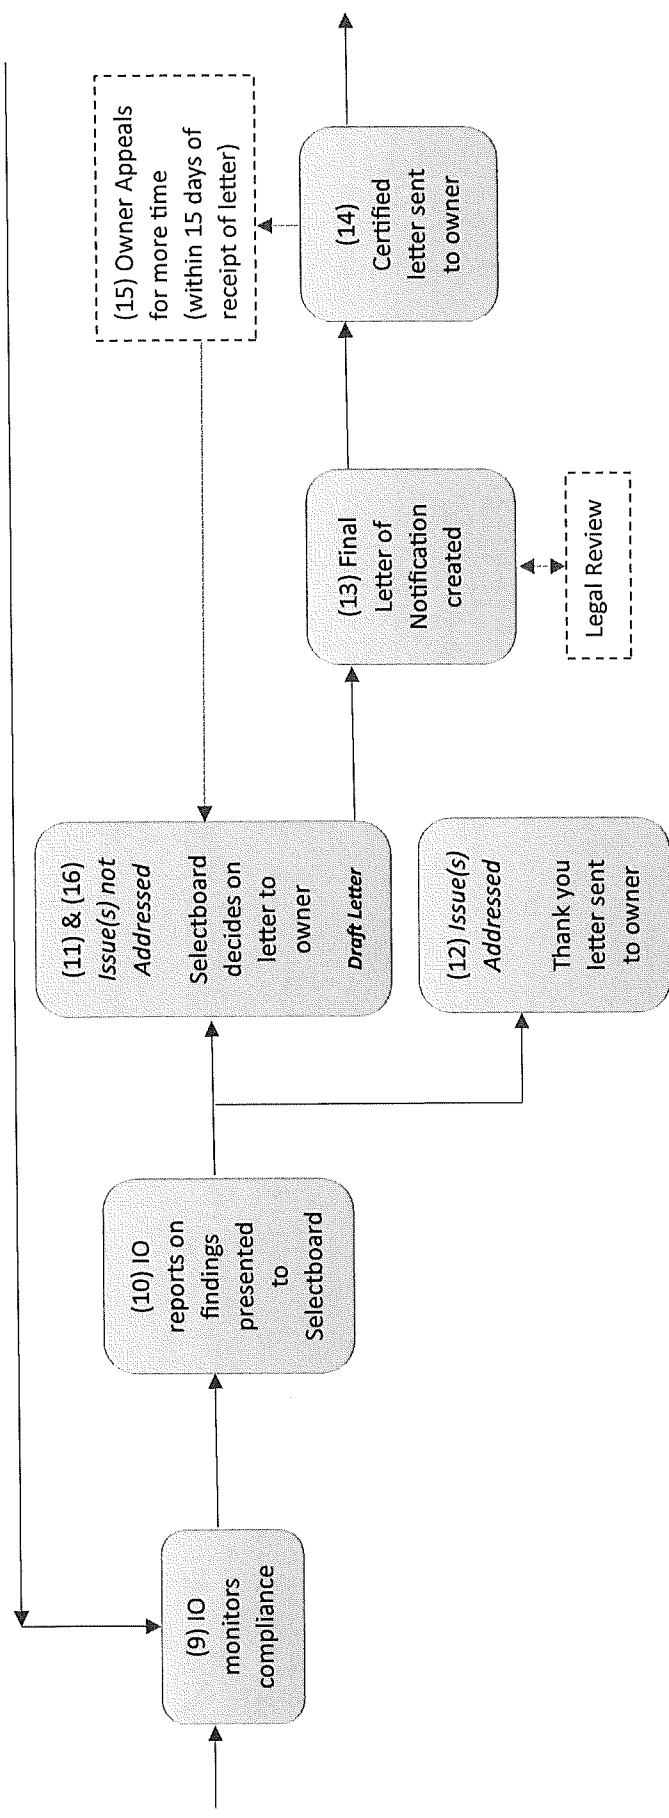 (9) IO
monitors
compliance
(10) IO
reports on
findings
presented
to
Selectboard
(11) & (16)
Issue(s) not
Addressed
Selectboard
decides on
letter to
owner
Draft Letter
(12) Issue(s)
Addressed
Thank you
letter sent
to owner
(13) Final
Letter of
Notification
created
Legal Review
(14)
Certified
letter sent
to owner
(15) Owner Appeals
for more time
(within 15 days of
receipt of letter)